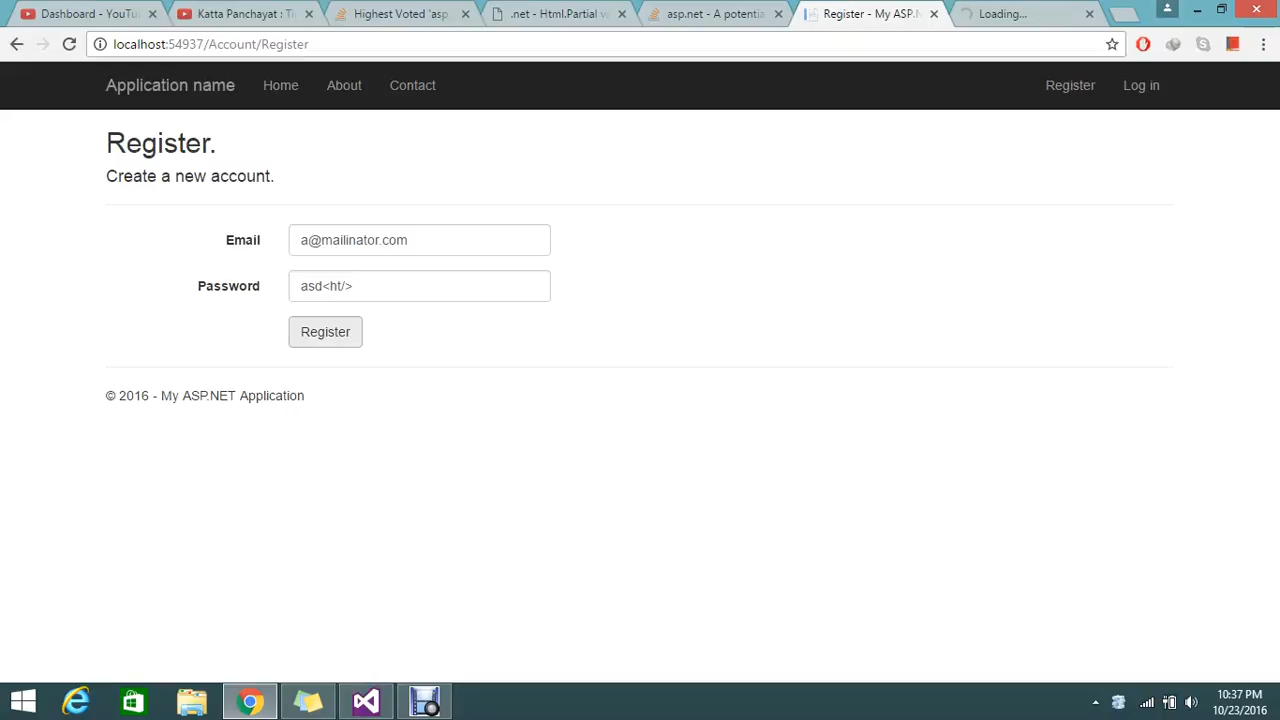 Dashboard - YouTu
Katta Panchayat : Ti
Highest Voted 'asp
.net - Html.Partial v
asp.net - A potentia
Register - My ASP.N
Loading...
localhost:54937/Account/Register
Application name Home About Contact Register Log in
Register.
Create a new account.
Email a@mailinator.com
Password asd<ht/>
Register
© 2016 - My ASP.NET Application
10:37 PM
10/23/2016